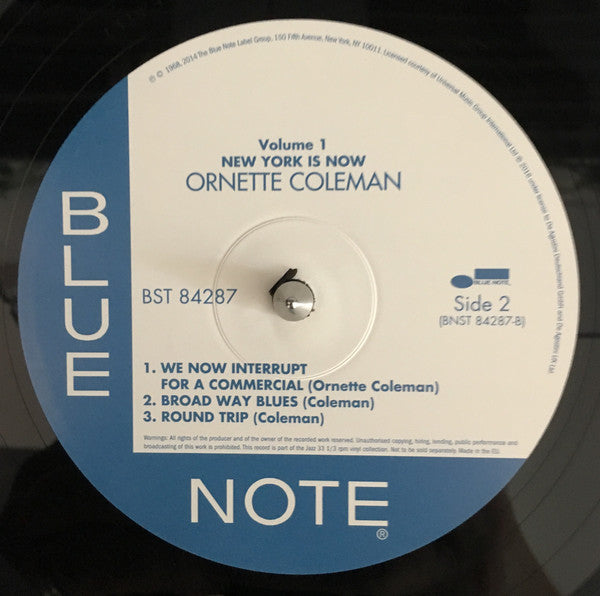 ℗ © 1968, 2014 The Blue Note Label Group, 150 Fifth Avenue, New York, NY 10011. Licensed courtesy of Universal Music Group International Ltd ℗ 2018 under license to De Agostini Deutschland GmbH and De Agostini UK Ltd
Volume 1
NEW YORK IS NOW
ORNETTE COLEMAN
BLUE
BST 84287
BLUE NOTE
Side 2
(BNST 84287-B)
1. WE NOW INTERRUPT
FOR A COMMERCIAL (Ornette Coleman)
2. BROAD WAY BLUES (Coleman)
3. ROUND TRIP (Coleman)
Warnings: All rights of the producer and of the owner of the recorded work reserved. Unauthorised copying, hiring, lending, public performance and
broadcasting of this work is prohibited. This record is part of the Jazz 33 1/3 rpm vinyl collection. Not to be sold separately. Made in the EU.
NOTE®